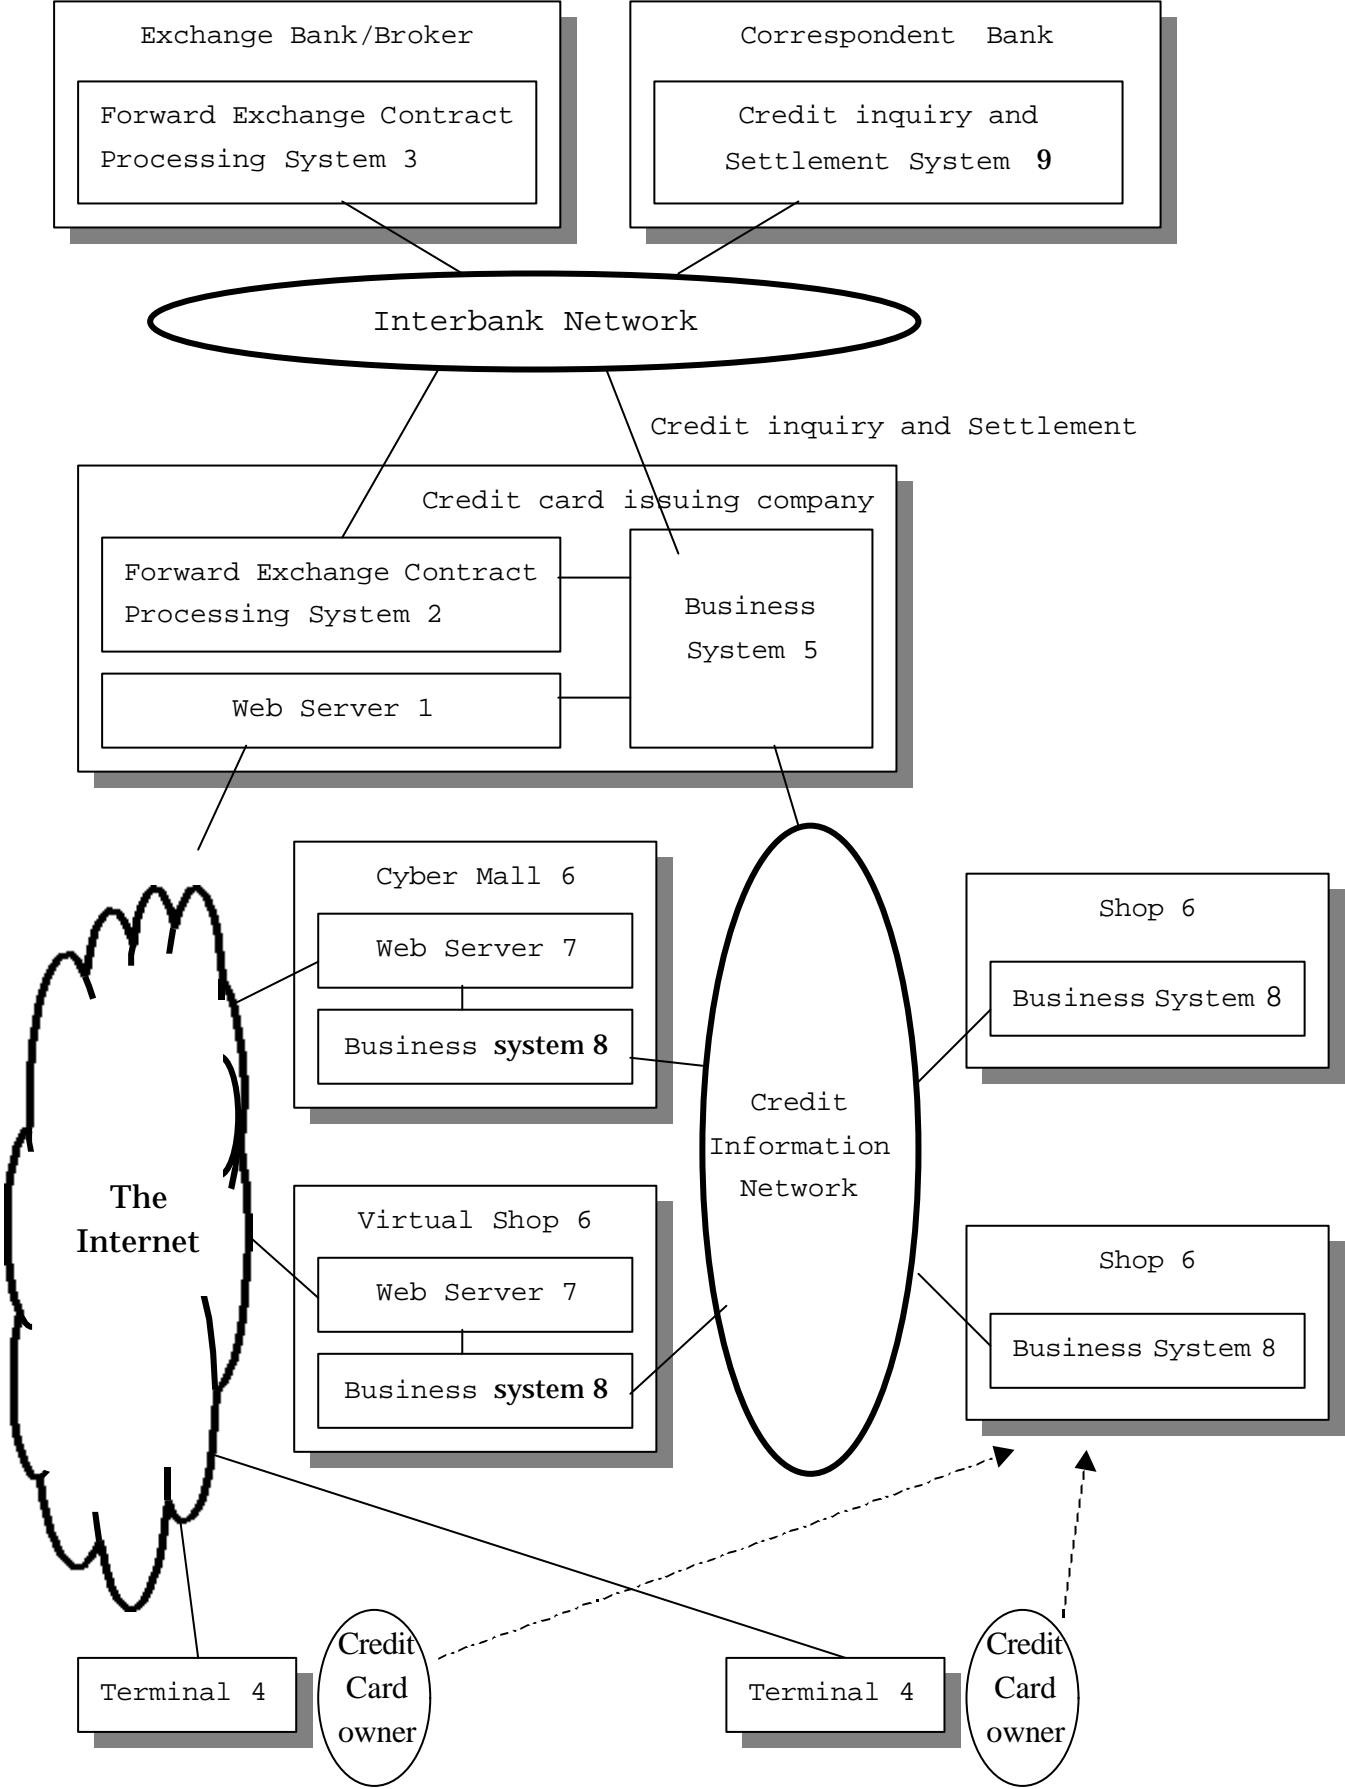 Exchange Bank/Broker
Forward Exchange Contract
Processing System 3
Correspondent Bank
Credit inquiry and
Settlement System 9
Interbank Network
Credit inquiry and Settlement
Credit card issuing company
Forward Exchange Contract
Processing System 2
Business
System 5
Web Server 1
Cyber Mall 6
Web Server 7
Business system 8
Shop 6
Business System 8
Credit
Information
Network
The
Internet
Virtual Shop 6
Web Server 7
Business system 8
Shop 6
Business System 8
Terminal 4
Credit
Card
owner
Terminal 4
Credit
Card
owner